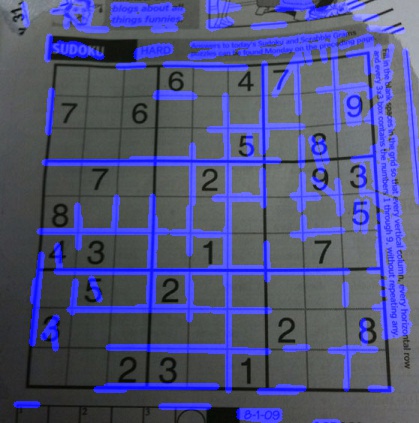 blogs about all
things funnies.
SUDOKU HARD Answers to today's Sudoku and Scrabble Grams
puzzles can be found Monday on the preceding page
6 4 7
7 6 9
5 8
7 2 9 3
8 5
4 3 1 7
5 2
3 2 8
2 3 1
Fill in the blank spaces in the grid so that every vertical column, every horizontal row
and every 3x3 box contains the numbers 1 through 9, without repeating any.
2 3
8-1-09